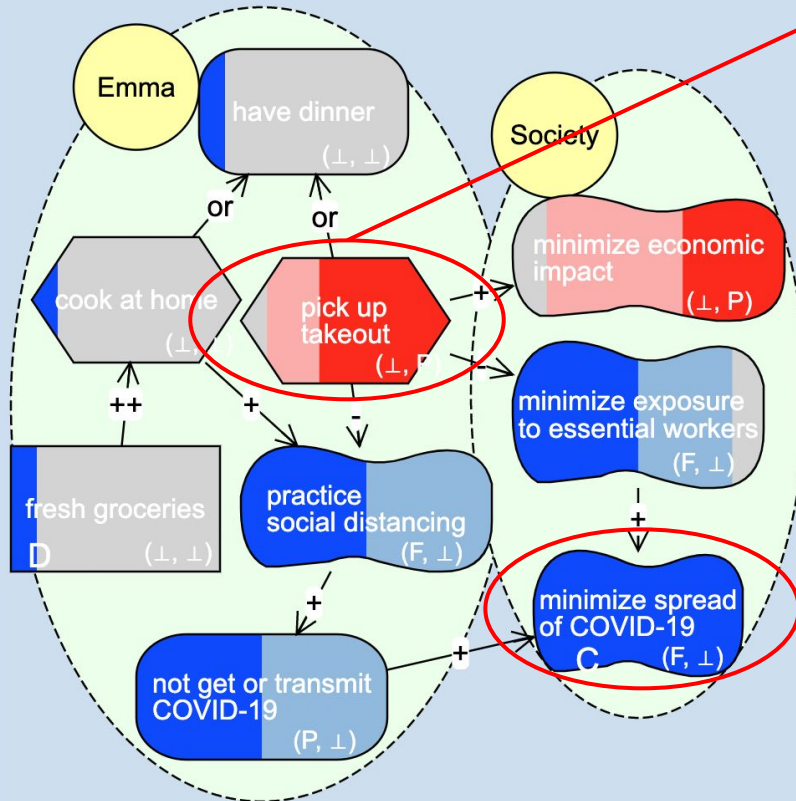 Emma
have dinner
(⊥, ⊥)
Society
or
or
minimize economic
impact
(⊥, P)
cook at home
pick up
takeout
(⊥, P)
+
-
minimize exposure
to essential workers
(F, ⊥)
++
+
-
fresh groceries
D
(⊥, ⊥)
practice
social distancing
(F, ⊥)
+
minimize spread
of COVID-19
C
(F, ⊥)
+
+
not get or transmit
COVID-19
(P, ⊥)